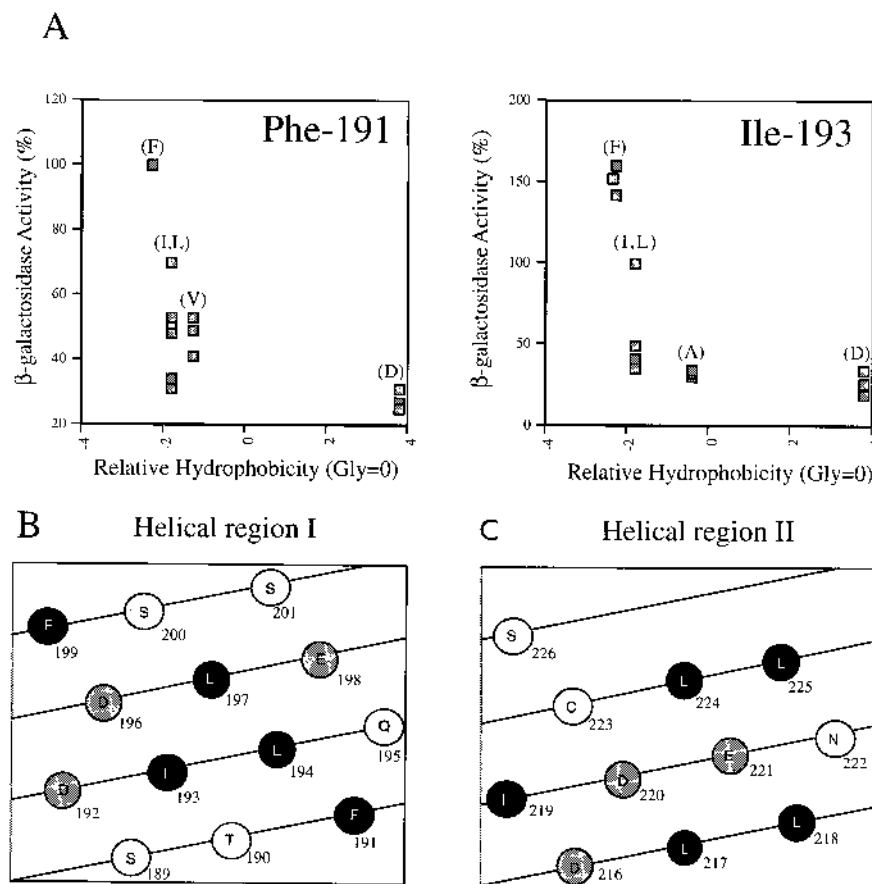 A
Phe-191
β-galactosidase Activity (%)
120
100
80
60
40
20
(F)
(I,L)
(V)
(D)
-4
-2
0
2
4
Relative Hydrophobicity (Gly=0)
Ile-193
β-galactosidase Activity (%)
200
150
100
50
0
(F)
(I,L)
(A)
(D)
-4
-2
0
2
4
Relative Hydrophobicity (Gly=0)
B
Helical region I
F 199
S 200
S 201
D 196
L 197
E 198
D 192
I 193
L 194
Q 195
S 189
T 190
F 191
C
Helical region II
S 226
C 223
L 224
L 225
I 219
D 220
E 221
N 222
D 216
L 217
L 218